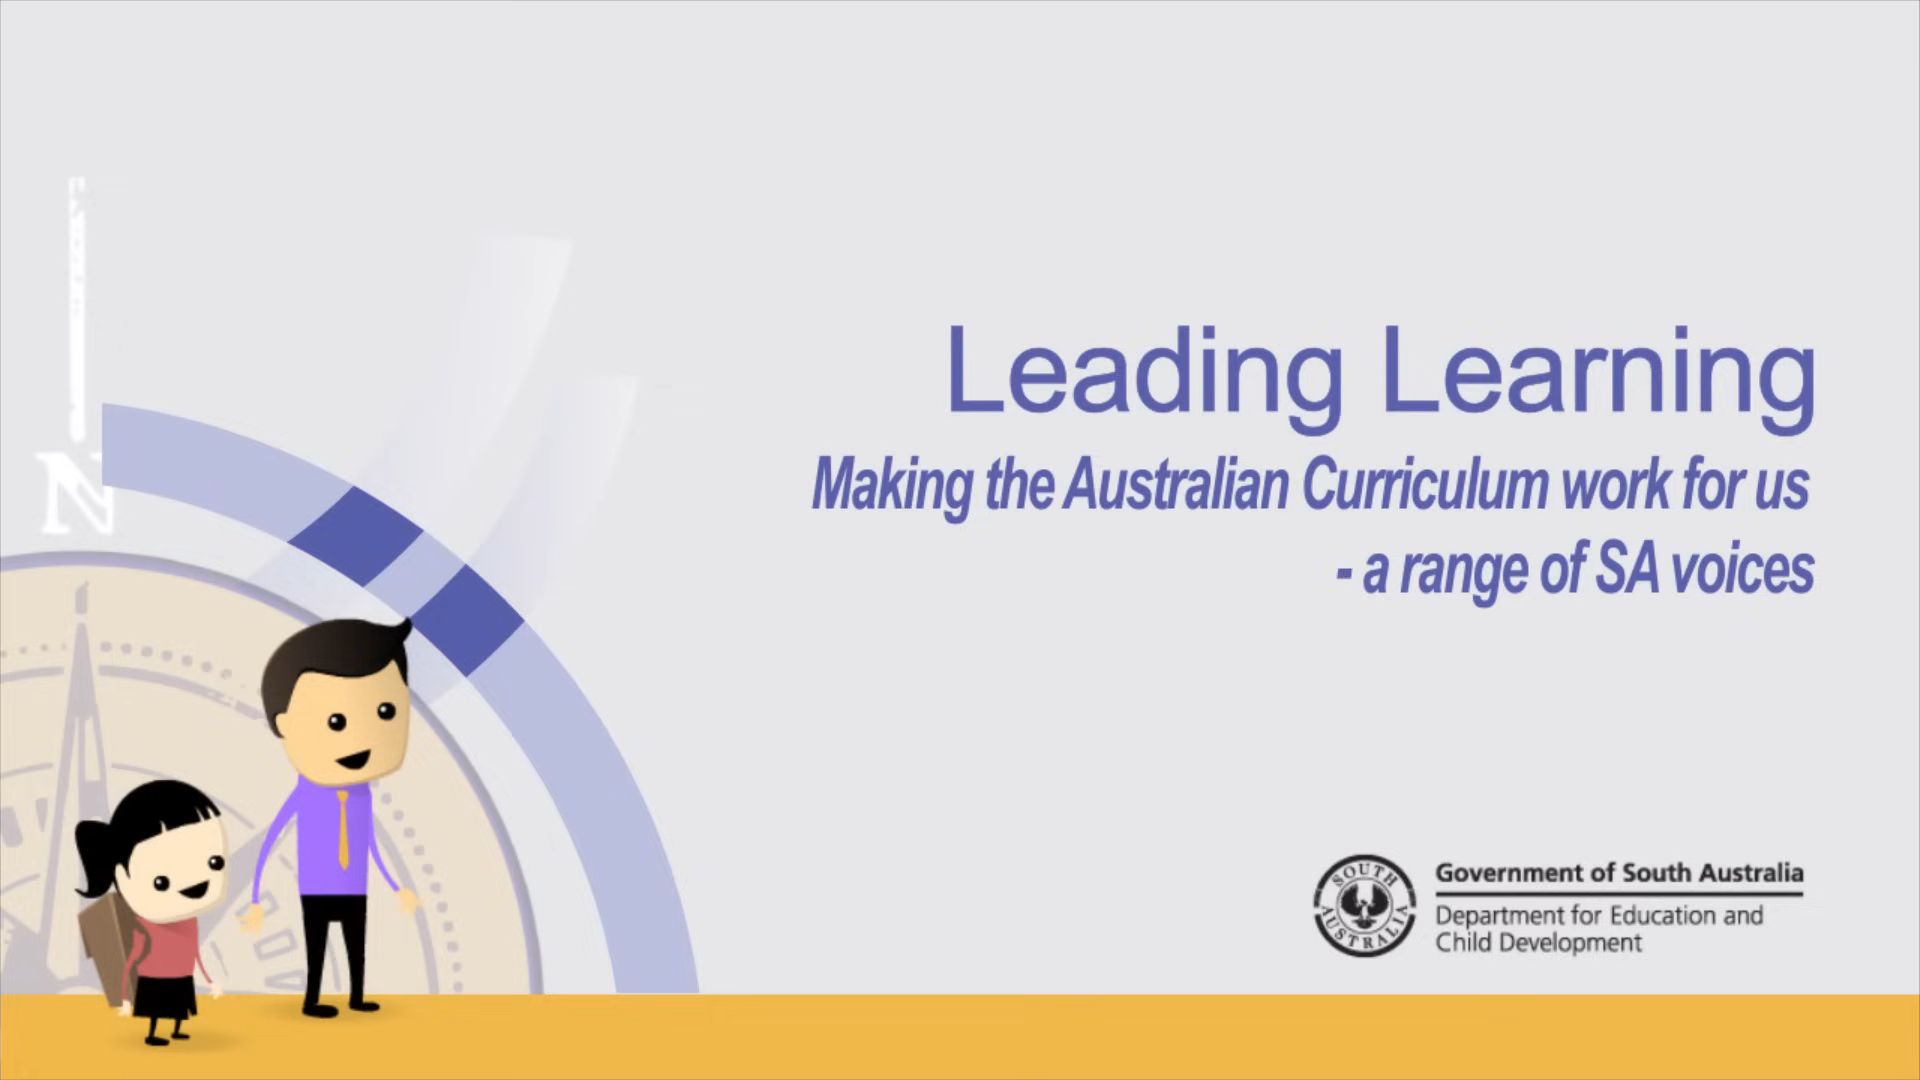 Leading Learning
Making the Australian Curriculum work for us
- a range of SA voices
N
SOUTH AUSTRALIA
Government of South Australia
Department for Education and
Child Development